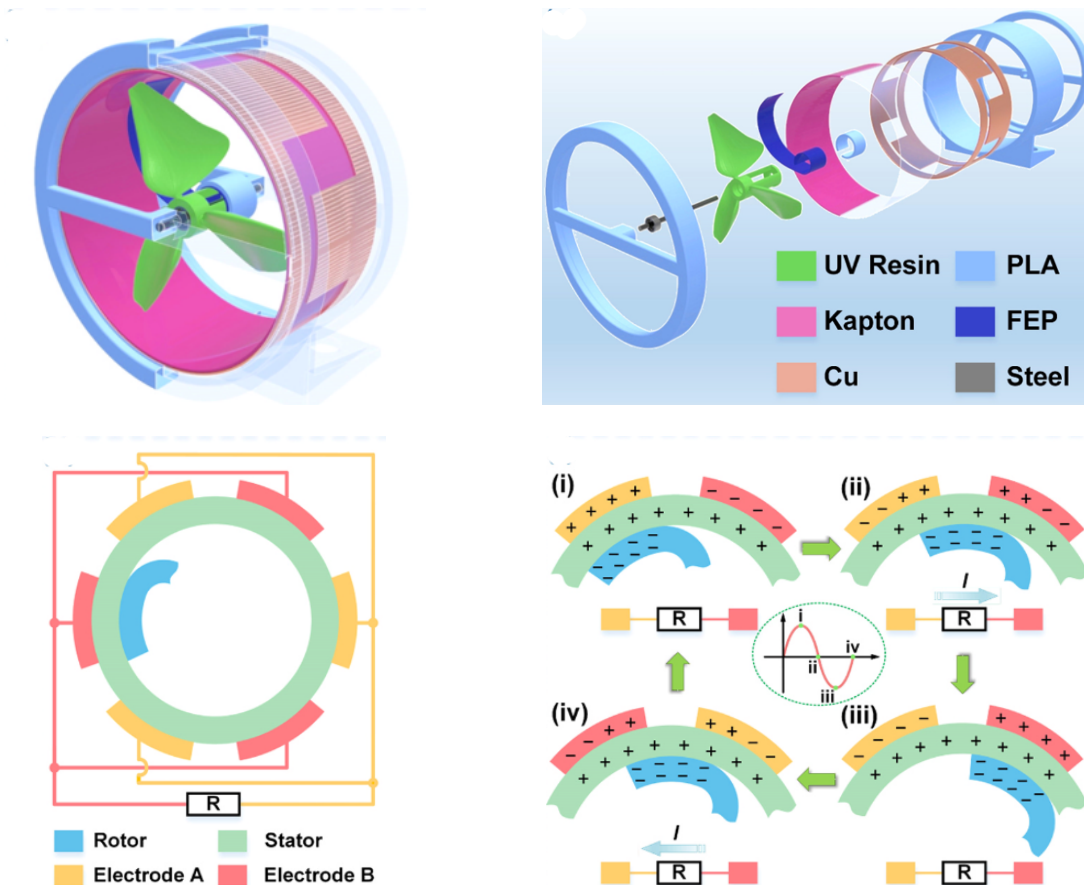 UV Resin
PLA
Kapton
FEP
Cu
Steel
R
Rotor
Stator
Electrode A
Electrode B
(i)
+ + + +
- - - -
+ + + + + + + +
(ii)
- - + +
+ + - -
I
R
R
i
ii
iii
iv
(iv)
- - + +
+ + - -
(iii)
- - - -
+ + + +
I
R
R